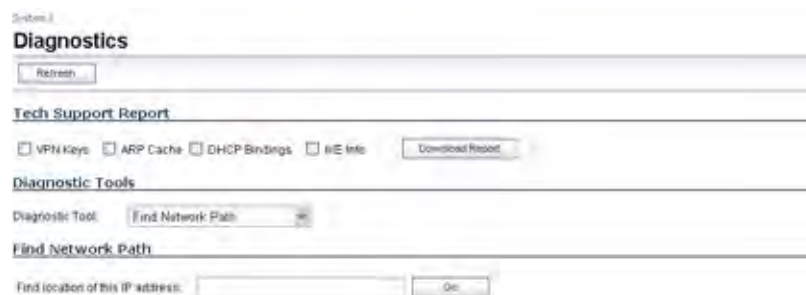 System /
Diagnostics
Refresh
Tech Support Report
VPN Keys ARP Cache DHCP Bindings IKE Info Download Report
Diagnostic Tools
Diagnostic Tool: Find Network Path
Find Network Path
Find location of this IP address: Go